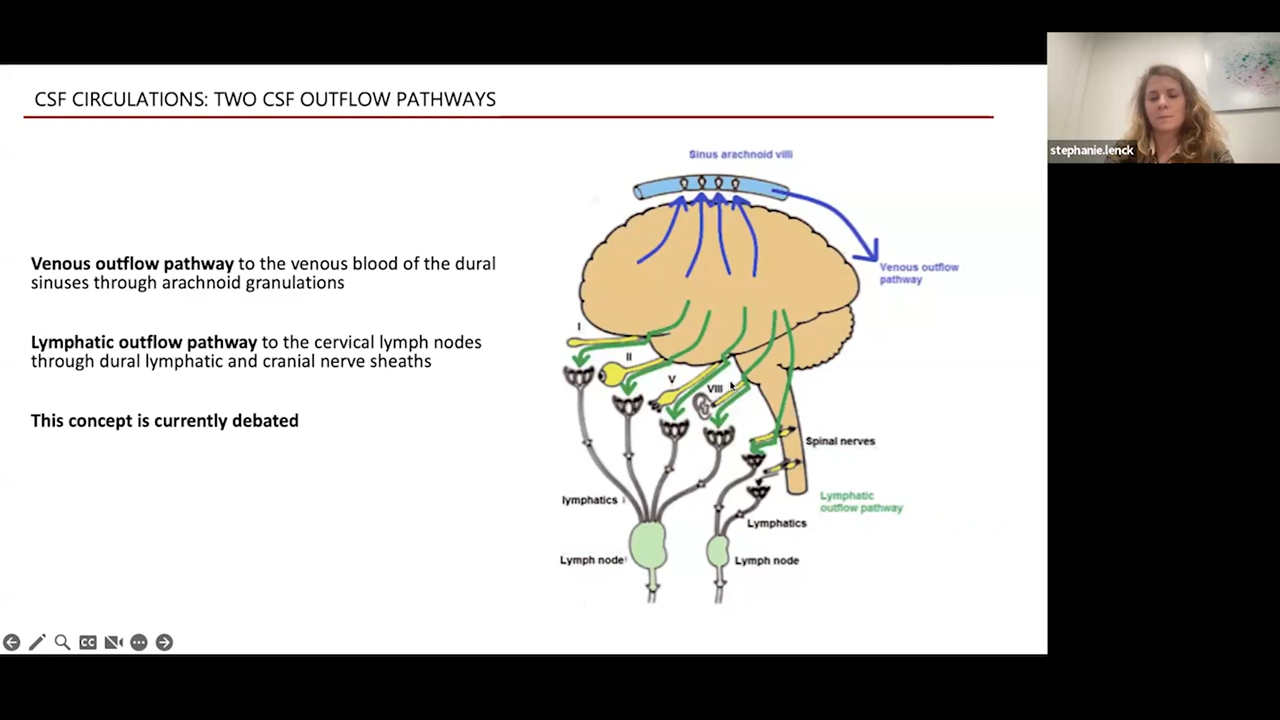 CSF CIRCULATIONS: TWO CSF OUTFLOW PATHWAYS
stephanie.lenck
Venous outflow pathway to the venous blood of the dural
sinuses through arachnoid granulations
Lymphatic outflow pathway to the cervical lymph nodes
through dural lymphatic and cranial nerve sheaths
This concept is currently debated
Sinus arachnoid villi
Venous outflow
pathway
I
II
V
VIII
Spinal nerves
lymphatics
Lymphatic
outflow pathway
Lymphatics
Lymph node
Lymph node
CC